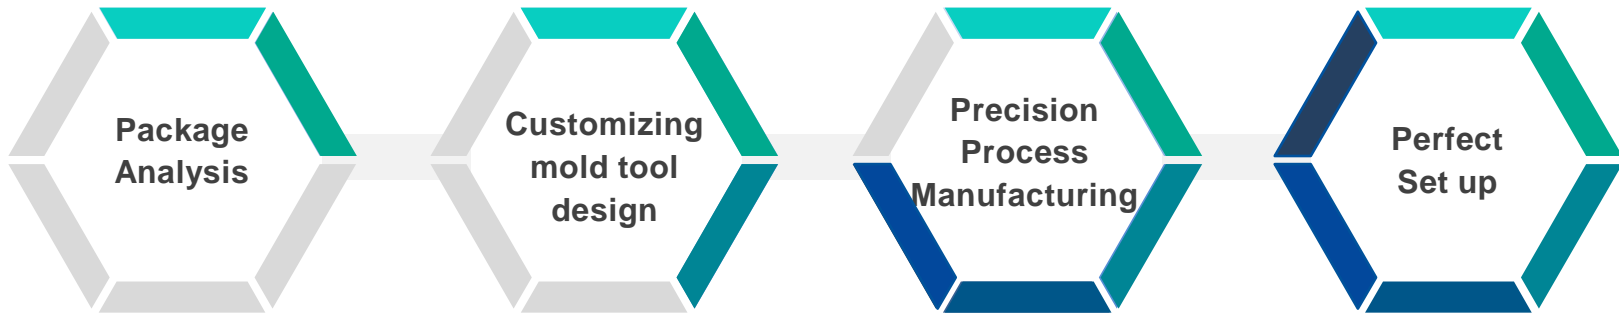 Package
Analysis
Customizing
mold tool
design
Precision
Process
Manufacturing
Perfect
Set up